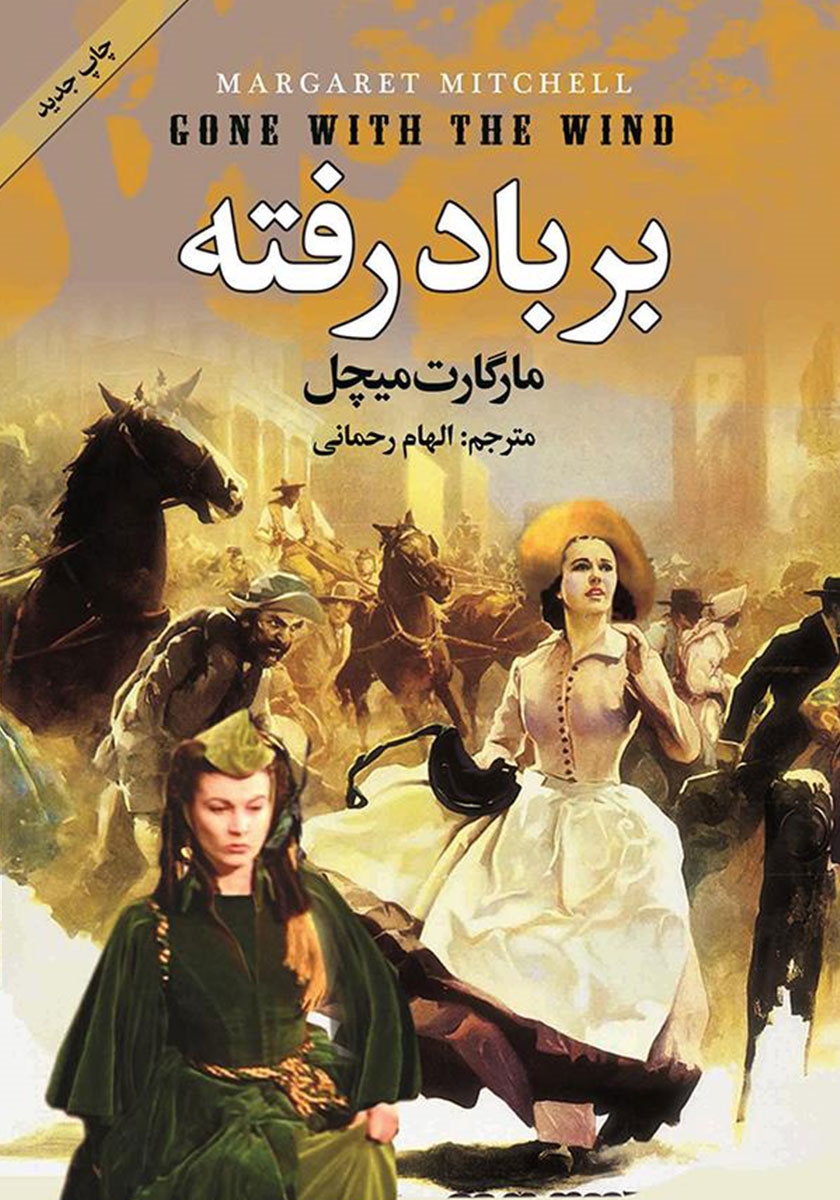 چاپ جدید
MARGARET MITCHELL
GONE WITH THE WIND
بر باد رفته
مارگارت میچل
مترجم: الهام رحمانی